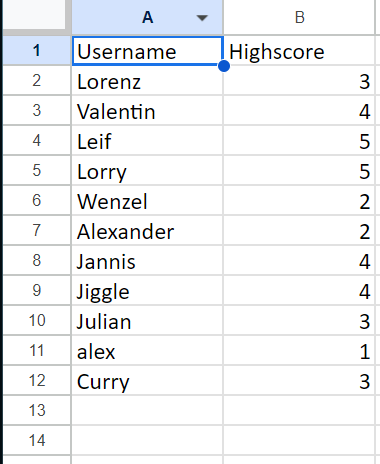 A B
1 Username Highscore
2 Lorenz 3
3 Valentin 4
4 Leif 5
5 Lorry 5
6 Wenzel 2
7 Alexander 2
8 Jannis 4
9 Jiggle 4
10 Julian 3
11 alex 1
12 Curry 3
13
14